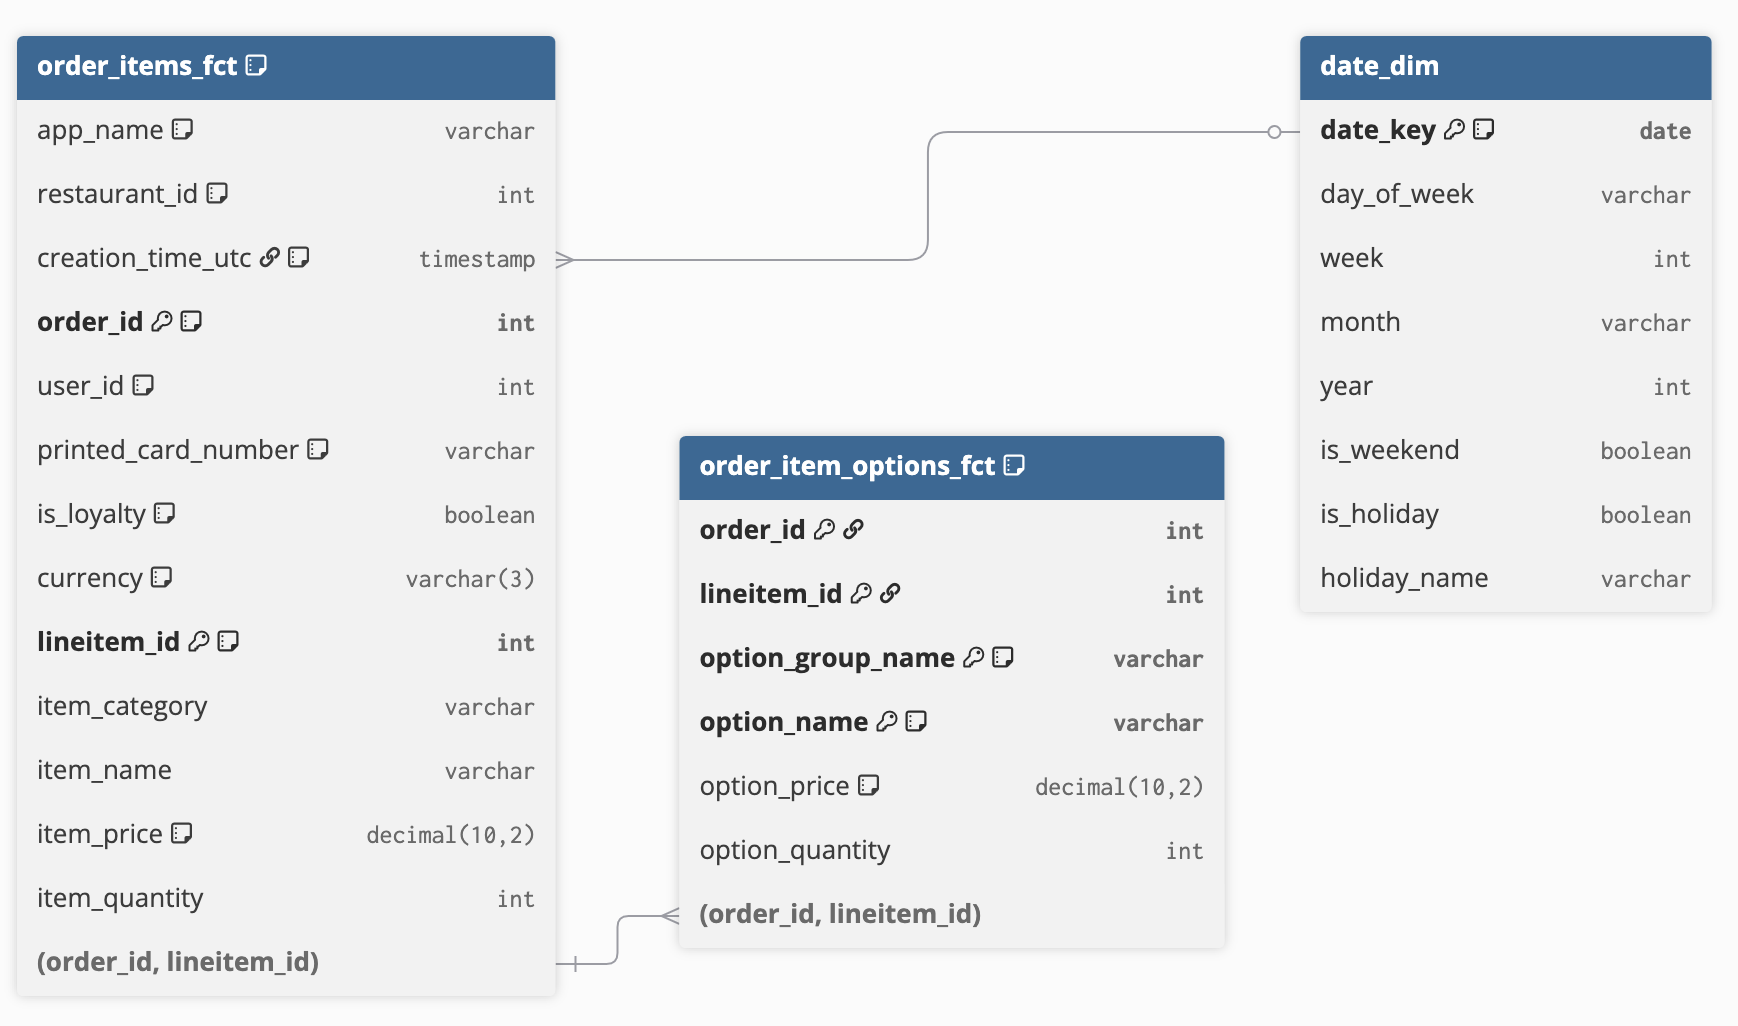 order_items_fct
app_name varchar
restaurant_id int
creation_time_utc timestamp
order_id int
user_id int
printed_card_number varchar
is_loyalty boolean
currency varchar(3)
lineitem_id int
item_category varchar
item_name varchar
item_price decimal(10,2)
item_quantity int
(order_id, lineitem_id)
order_item_options_fct
order_id int
lineitem_id int
option_group_name varchar
option_name varchar
option_price decimal(10,2)
option_quantity int
(order_id, lineitem_id)
date_dim
date_key date
day_of_week varchar
week int
month varchar
year int
is_weekend boolean
is_holiday boolean
holiday_name varchar